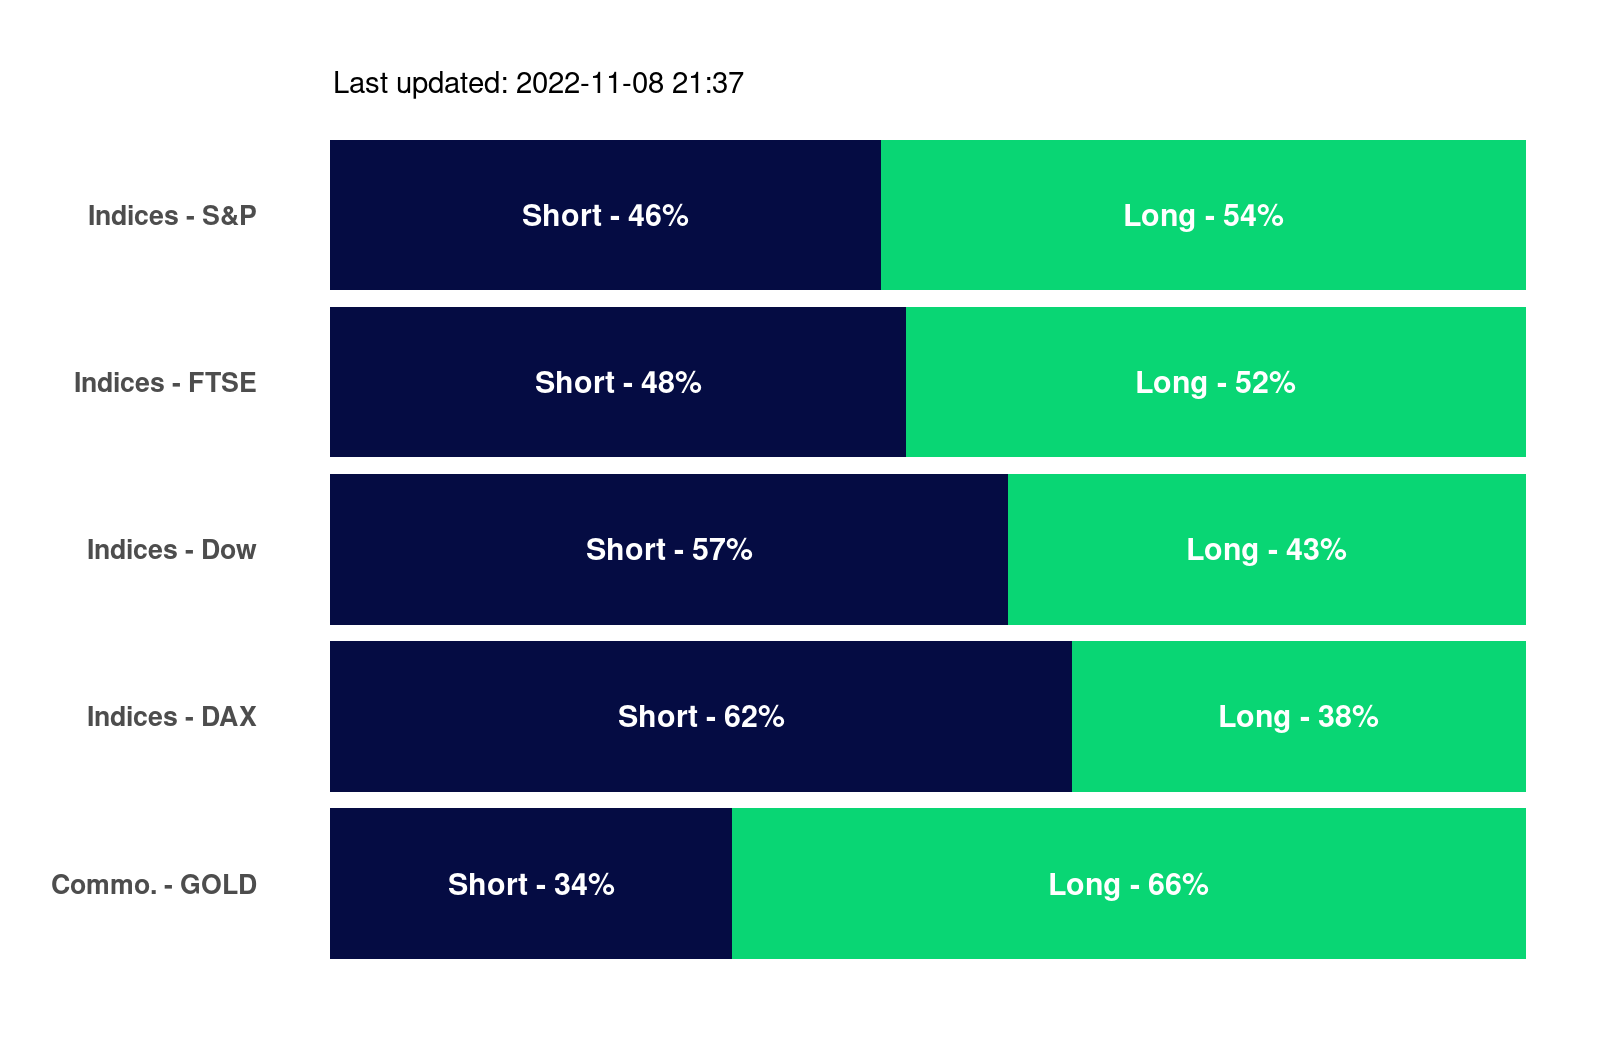 Last updated: 2022-11-08 21:37
Indices - S&P Short - 46% Long - 54%
Indices - FTSE Short - 48% Long - 52%
Indices - Dow Short - 57% Long - 43%
Indices - DAX Short - 62% Long - 38%
Commo. - GOLD Short - 34% Long - 66%